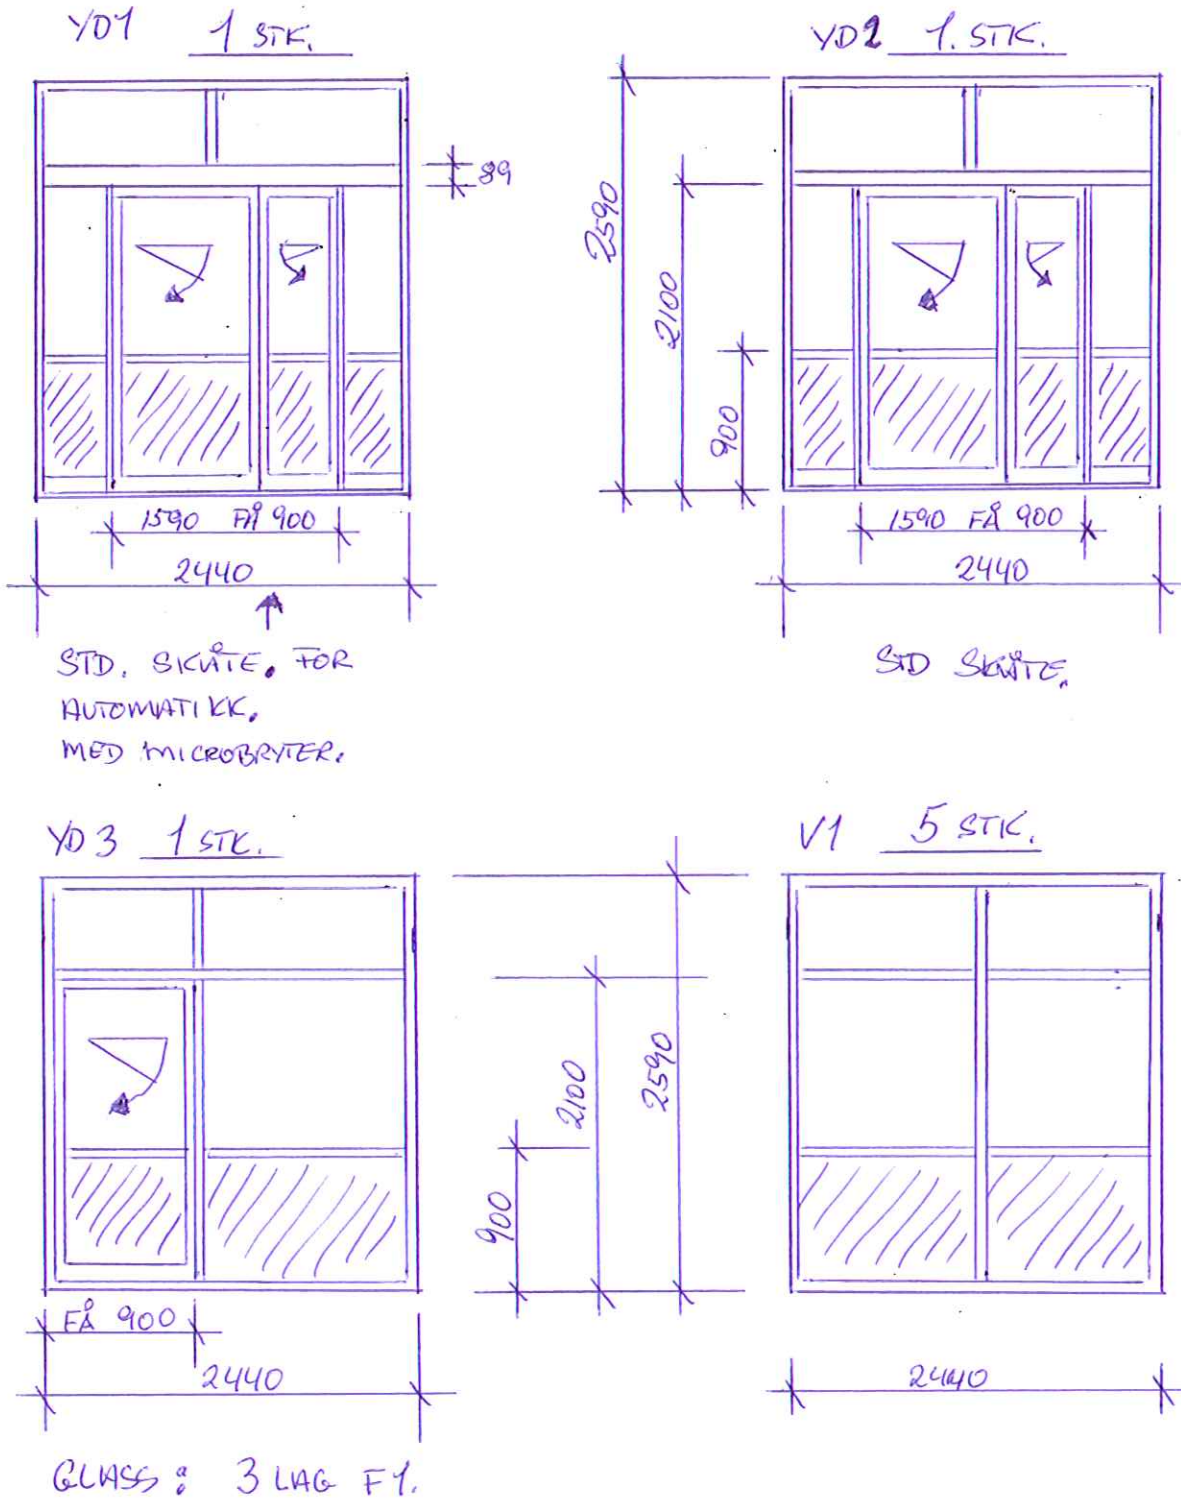 YD1 1 STK.
YD2 1. STK.
89
2590
2100
900
1590 FÅ 900
2440
1590 FÅ 900
2440
STD. SKÅTE. FOR
AUTOMATIKK.
MED MICROBRYTER.
STD SKÅTE.
YD3 1 STK.
V1 5 STK.
2590
2100
900
FÅ 900
2440
2440
GLASS: 3 LAG F1.